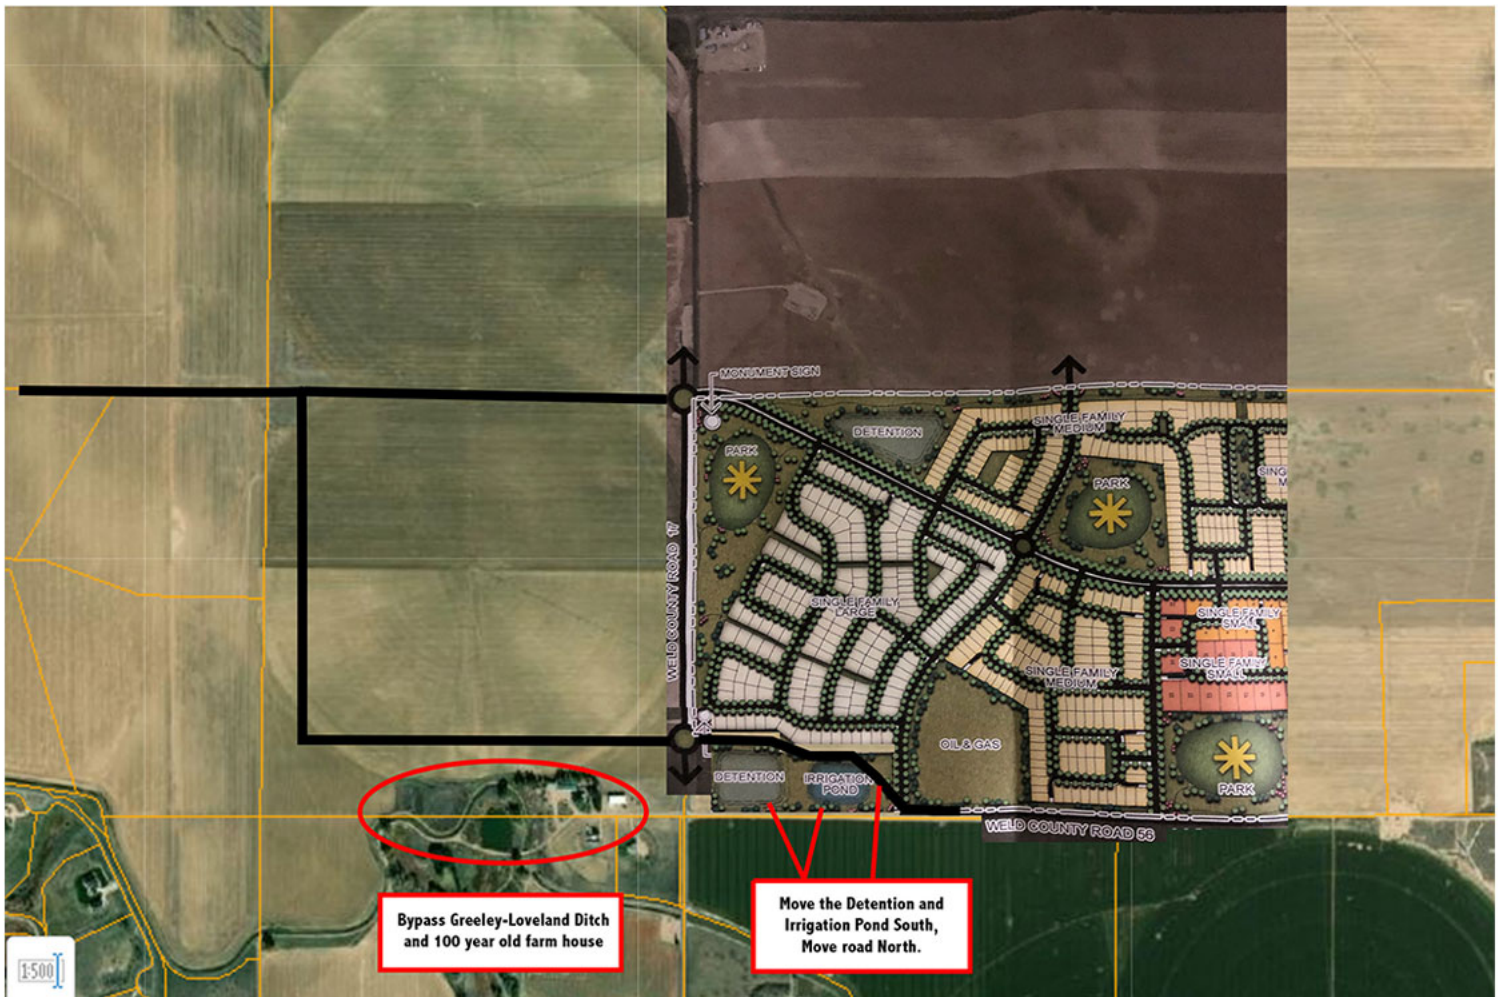 MONUMENT SIGN
SINGLE FAMILY
MEDIUM
DETENTION
PARK
SING
M
PARK
WELD COUNTY ROAD 17
SINGLE FAMILY
LARGE
SINGLE FAMILY
SMALL
SINGLE FAMILY
MEDIUM
SINGLE FAMILY
SMALL
OIL & GAS
DETENTION
IRRIGATION
POND
PARK
WELD COUNTY ROAD 56
Bypass Greeley-Loveland Ditch
and 100 year old farm house
Move the Detention and
Irrigation Pond South,
Move road North.
1:500